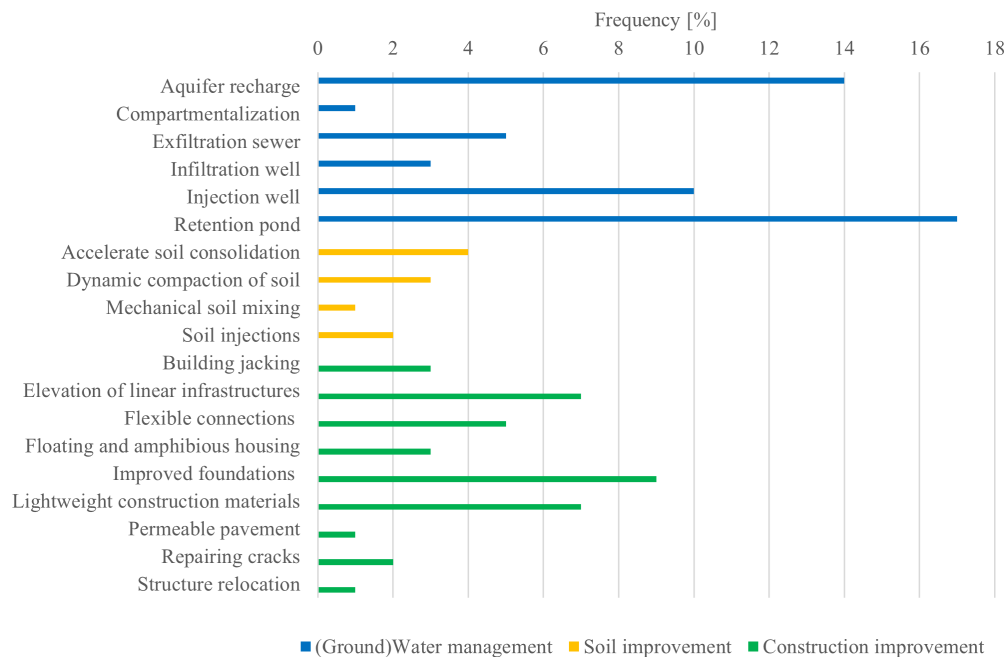 Frequency [%]
0 2 4 6 8 10 12 14 16 18
Aquifer recharge
Compartmentalization
Exfiltration sewer
Infiltration well
Injection well
Retention pond
Accelerate soil consolidation
Dynamic compaction of soil
Mechanical soil mixing
Soil injections
Building jacking
Elevation of linear infrastructures
Flexible connections
Floating and amphibious housing
Improved foundations
Lightweight construction materials
Permeable pavement
Repairing cracks
Structure relocation
(Ground)Water management Soil improvement Construction improvement